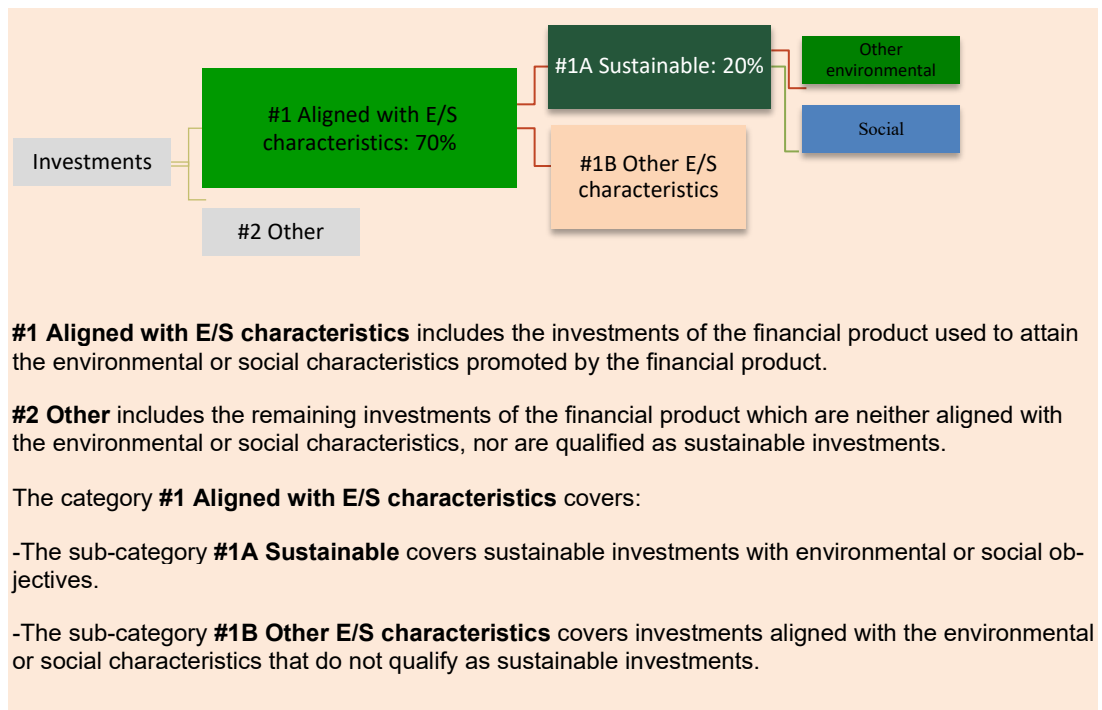 Investments
#1 Aligned with E/S
characteristics: 70%
#2 Other
#1A Sustainable: 20%
#1B Other E/S
characteristics
Other
environmental
Social
#1 Aligned with E/S characteristics includes the investments of the financial product used to attain
the environmental or social characteristics promoted by the financial product.
#2 Other includes the remaining investments of the financial product which are neither aligned with
the environmental or social characteristics, nor are qualified as sustainable investments.
The category #1 Aligned with E/S characteristics covers:
-The sub-category #1A Sustainable covers sustainable investments with environmental or social ob-
jectives.
-The sub-category #1B Other E/S characteristics covers investments aligned with the environmental
or social characteristics that do not qualify as sustainable investments.